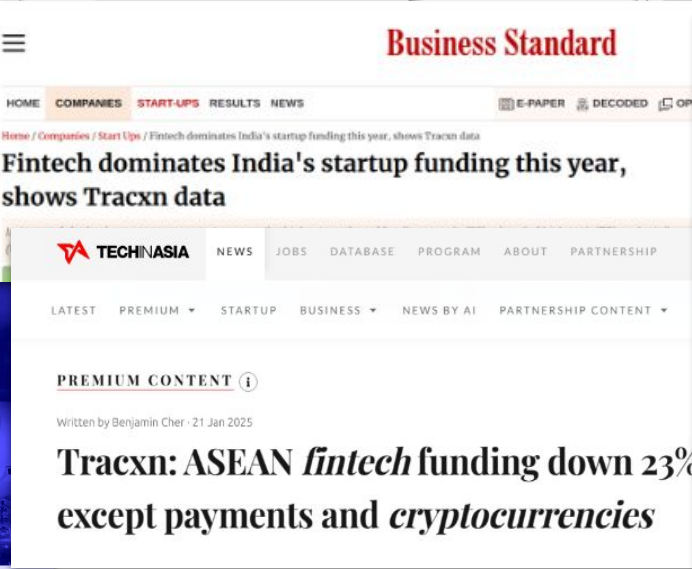 Business Standard
HOME COMPANIES START-UPS RESULTS NEWS E-PAPER DECODED OP
Home / Companies / Start Ups / Fintech dominates India's startup funding this year, shows Tracxn data
Fintech dominates India's startup funding this year,
shows Tracxn data
TECHINASIA NEWS JOBS DATABASE PROGRAM ABOUT PARTNERSHIP
LATEST PREMIUM STARTUP BUSINESS NEWS BY AI PARTNERSHIP CONTENT
PREMIUM CONTENT i
Written by Benjamin Cher · 21 Jan 2025
Tracxn: ASEAN fintech funding down 23%
except payments and cryptocurrencies